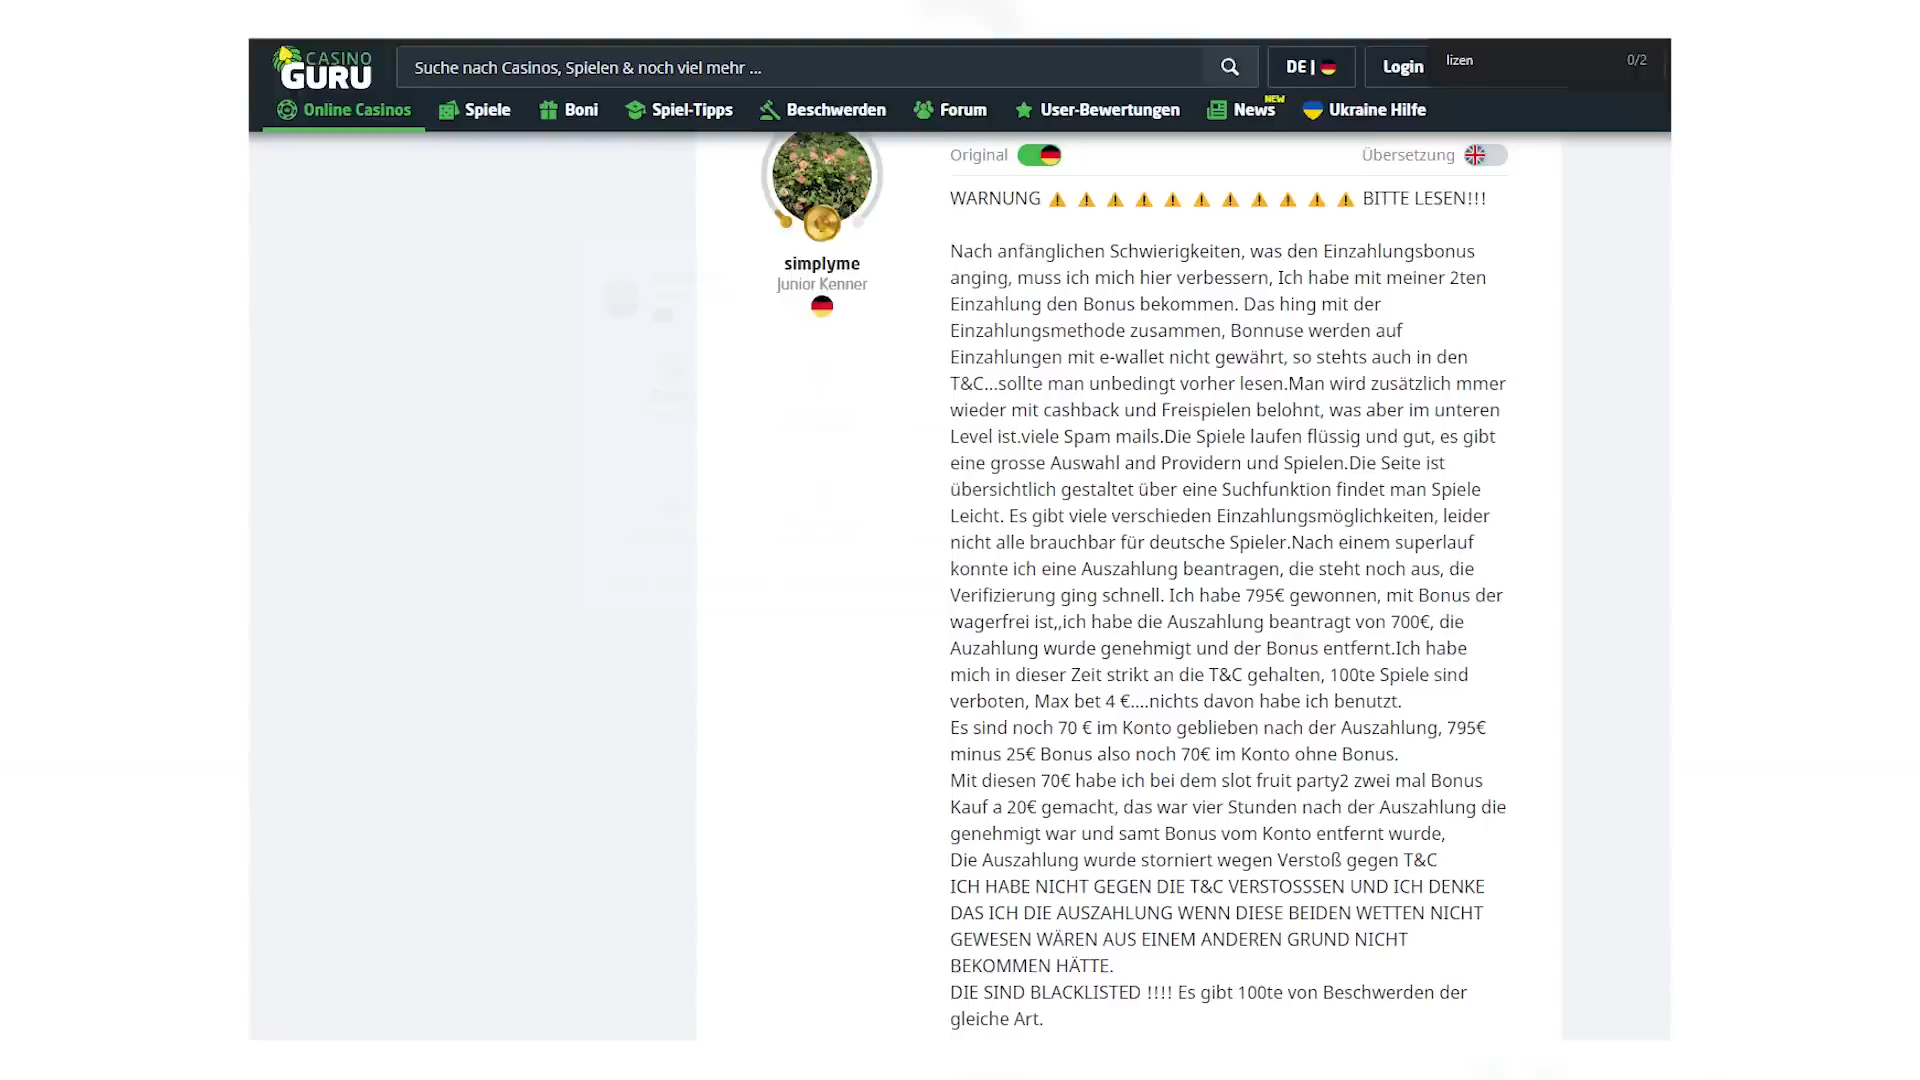 CASINO
GURU
Suche nach Casinos, Spielen & noch viel mehr ...
DE |
Login
lizen
0/2
Online Casinos
Spiele
Boni
Spiel-Tipps
Beschwerden
Forum
User-Bewertungen
News
NEW
Ukraine Hilfe
Original
Übersetzung
WARNUNG ⚠ ⚠ ⚠ ⚠ ⚠ ⚠ ⚠ ⚠ ⚠ ⚠ ⚠ BITTE LESEN!!!
simplyme
Junior Kenner
Nach anfänglichen Schwierigkeiten, was den Einzahlungsbonus
anging, muss ich mich hier verbessern, Ich habe mit meiner 2ten
Einzahlung den Bonus bekommen. Das hing mit der
Einzahlungsmethode zusammen, Bonnuse werden auf
Einzahlungen mit e-wallet nicht gewährt, so stehts auch in den
T&C...sollte man unbedingt vorher lesen.Man wird zusätzlich mmer
wieder mit cashback und Freispielen belohnt, was aber im unteren
Level ist.viele Spam mails.Die Spiele laufen flüssig und gut, es gibt
eine grosse Auswahl and Providern und Spielen.Die Seite ist
übersichtlich gestaltet über eine Suchfunktion findet man Spiele
Leicht. Es gibt viele verschieden Einzahlungsmöglichkeiten, leider
nicht alle brauchbar für deutsche Spieler.Nach einem superlauf
konnte ich eine Auszahlung beantragen, die steht noch aus, die
Verifizierung ging schnell. Ich habe 795€ gewonnen, mit Bonus der
wagerfrei ist,,ich habe die Auszahlung beantragt von 700€, die
Auzahlung wurde genehmigt und der Bonus entfernt.Ich habe
mich in dieser Zeit strikt an die T&C gehalten, 100te Spiele sind
verboten, Max bet 4 €....nichts davon habe ich benutzt.
Es sind noch 70 € im Konto geblieben nach der Auszahlung, 795€
minus 25€ Bonus also noch 70€ im Konto ohne Bonus.
Mit diesen 70€ habe ich bei dem slot fruit party2 zwei mal Bonus
Kauf a 20€ gemacht, das war vier Stunden nach der Auszahlung die
genehmigt war und samt Bonus vom Konto entfernt wurde,
Die Auszahlung wurde storniert wegen Verstoß gegen T&C
ICH HABE NICHT GEGEN DIE T&C VERSTOSSSEN UND ICH DENKE
DAS ICH DIE AUSZAHLUNG WENN DIESE BEIDEN WETTEN NICHT
GEWESEN WÄREN AUS EINEM ANDEREN GRUND NICHT
BEKOMMEN HÄTTE.
DIE SIND BLACKLISTED !!!! Es gibt 100te von Beschwerden der
gleiche Art.